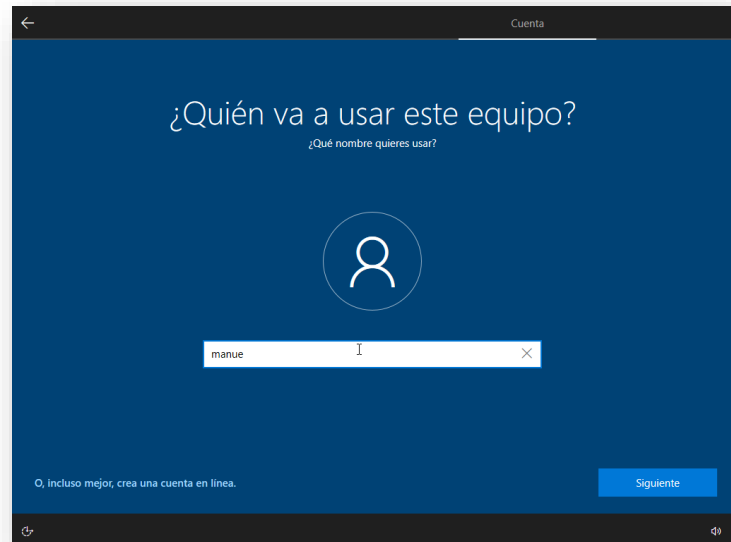 Cuenta
¿Quién va a usar este equipo?
¿Qué nombre quieres usar?
manue
O, incluso mejor, crea una cuenta en línea.
Siguiente